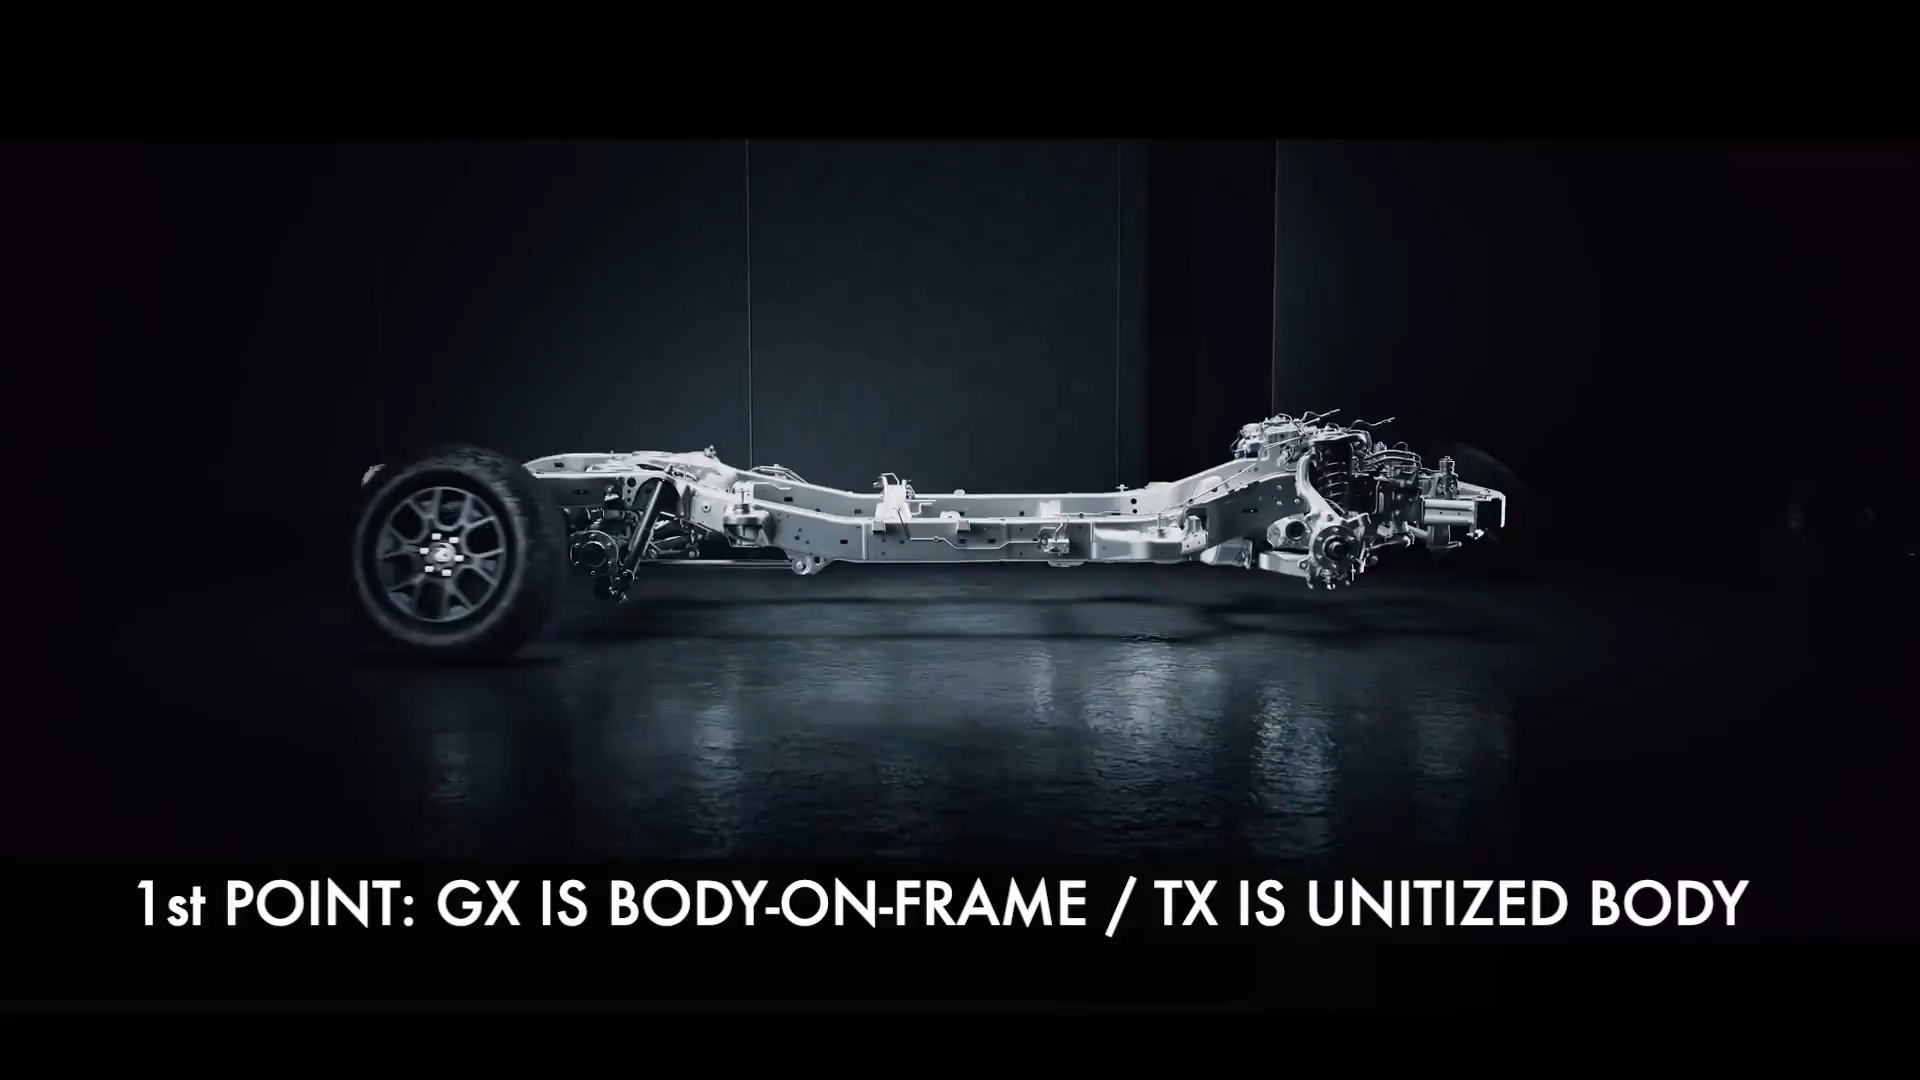 1st POINT: GX IS BODY-ON-FRAME / TX IS UNITIZED BODY